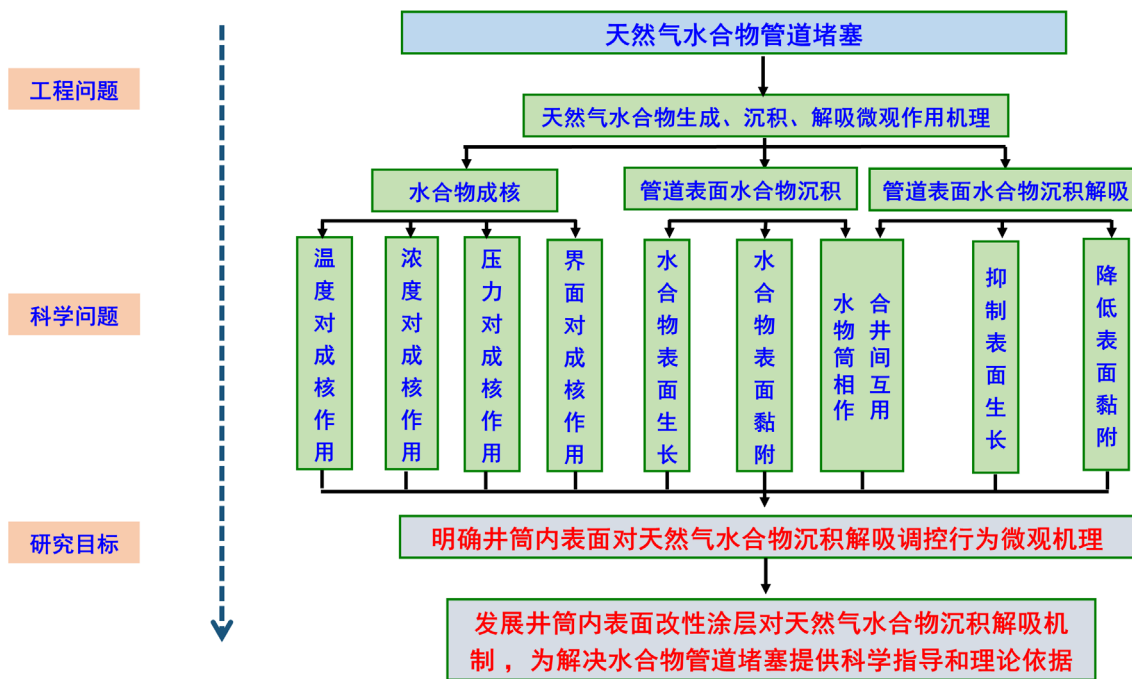 天然气水合物管道堵塞
工程问题
天然气水合物生成、沉积、解吸微观作用机理
水合物成核
管道表面水合物沉积
管道表面水合物沉积解吸
科学问题
温度对成核作用
浓度对成核作用
压力对成核作用
界面对成核作用
水合物表面生长
水合物表面黏附
水合
物井
筒间
相互
作用
抑制表面生长
降低表面黏附
研究目标
明确井筒内表面对天然气水合物沉积解吸调控行为微观机理
发展井筒内表面改性涂层对天然气水合物沉积解吸机
制，为解决水合物管道堵塞提供科学指导和理论依据